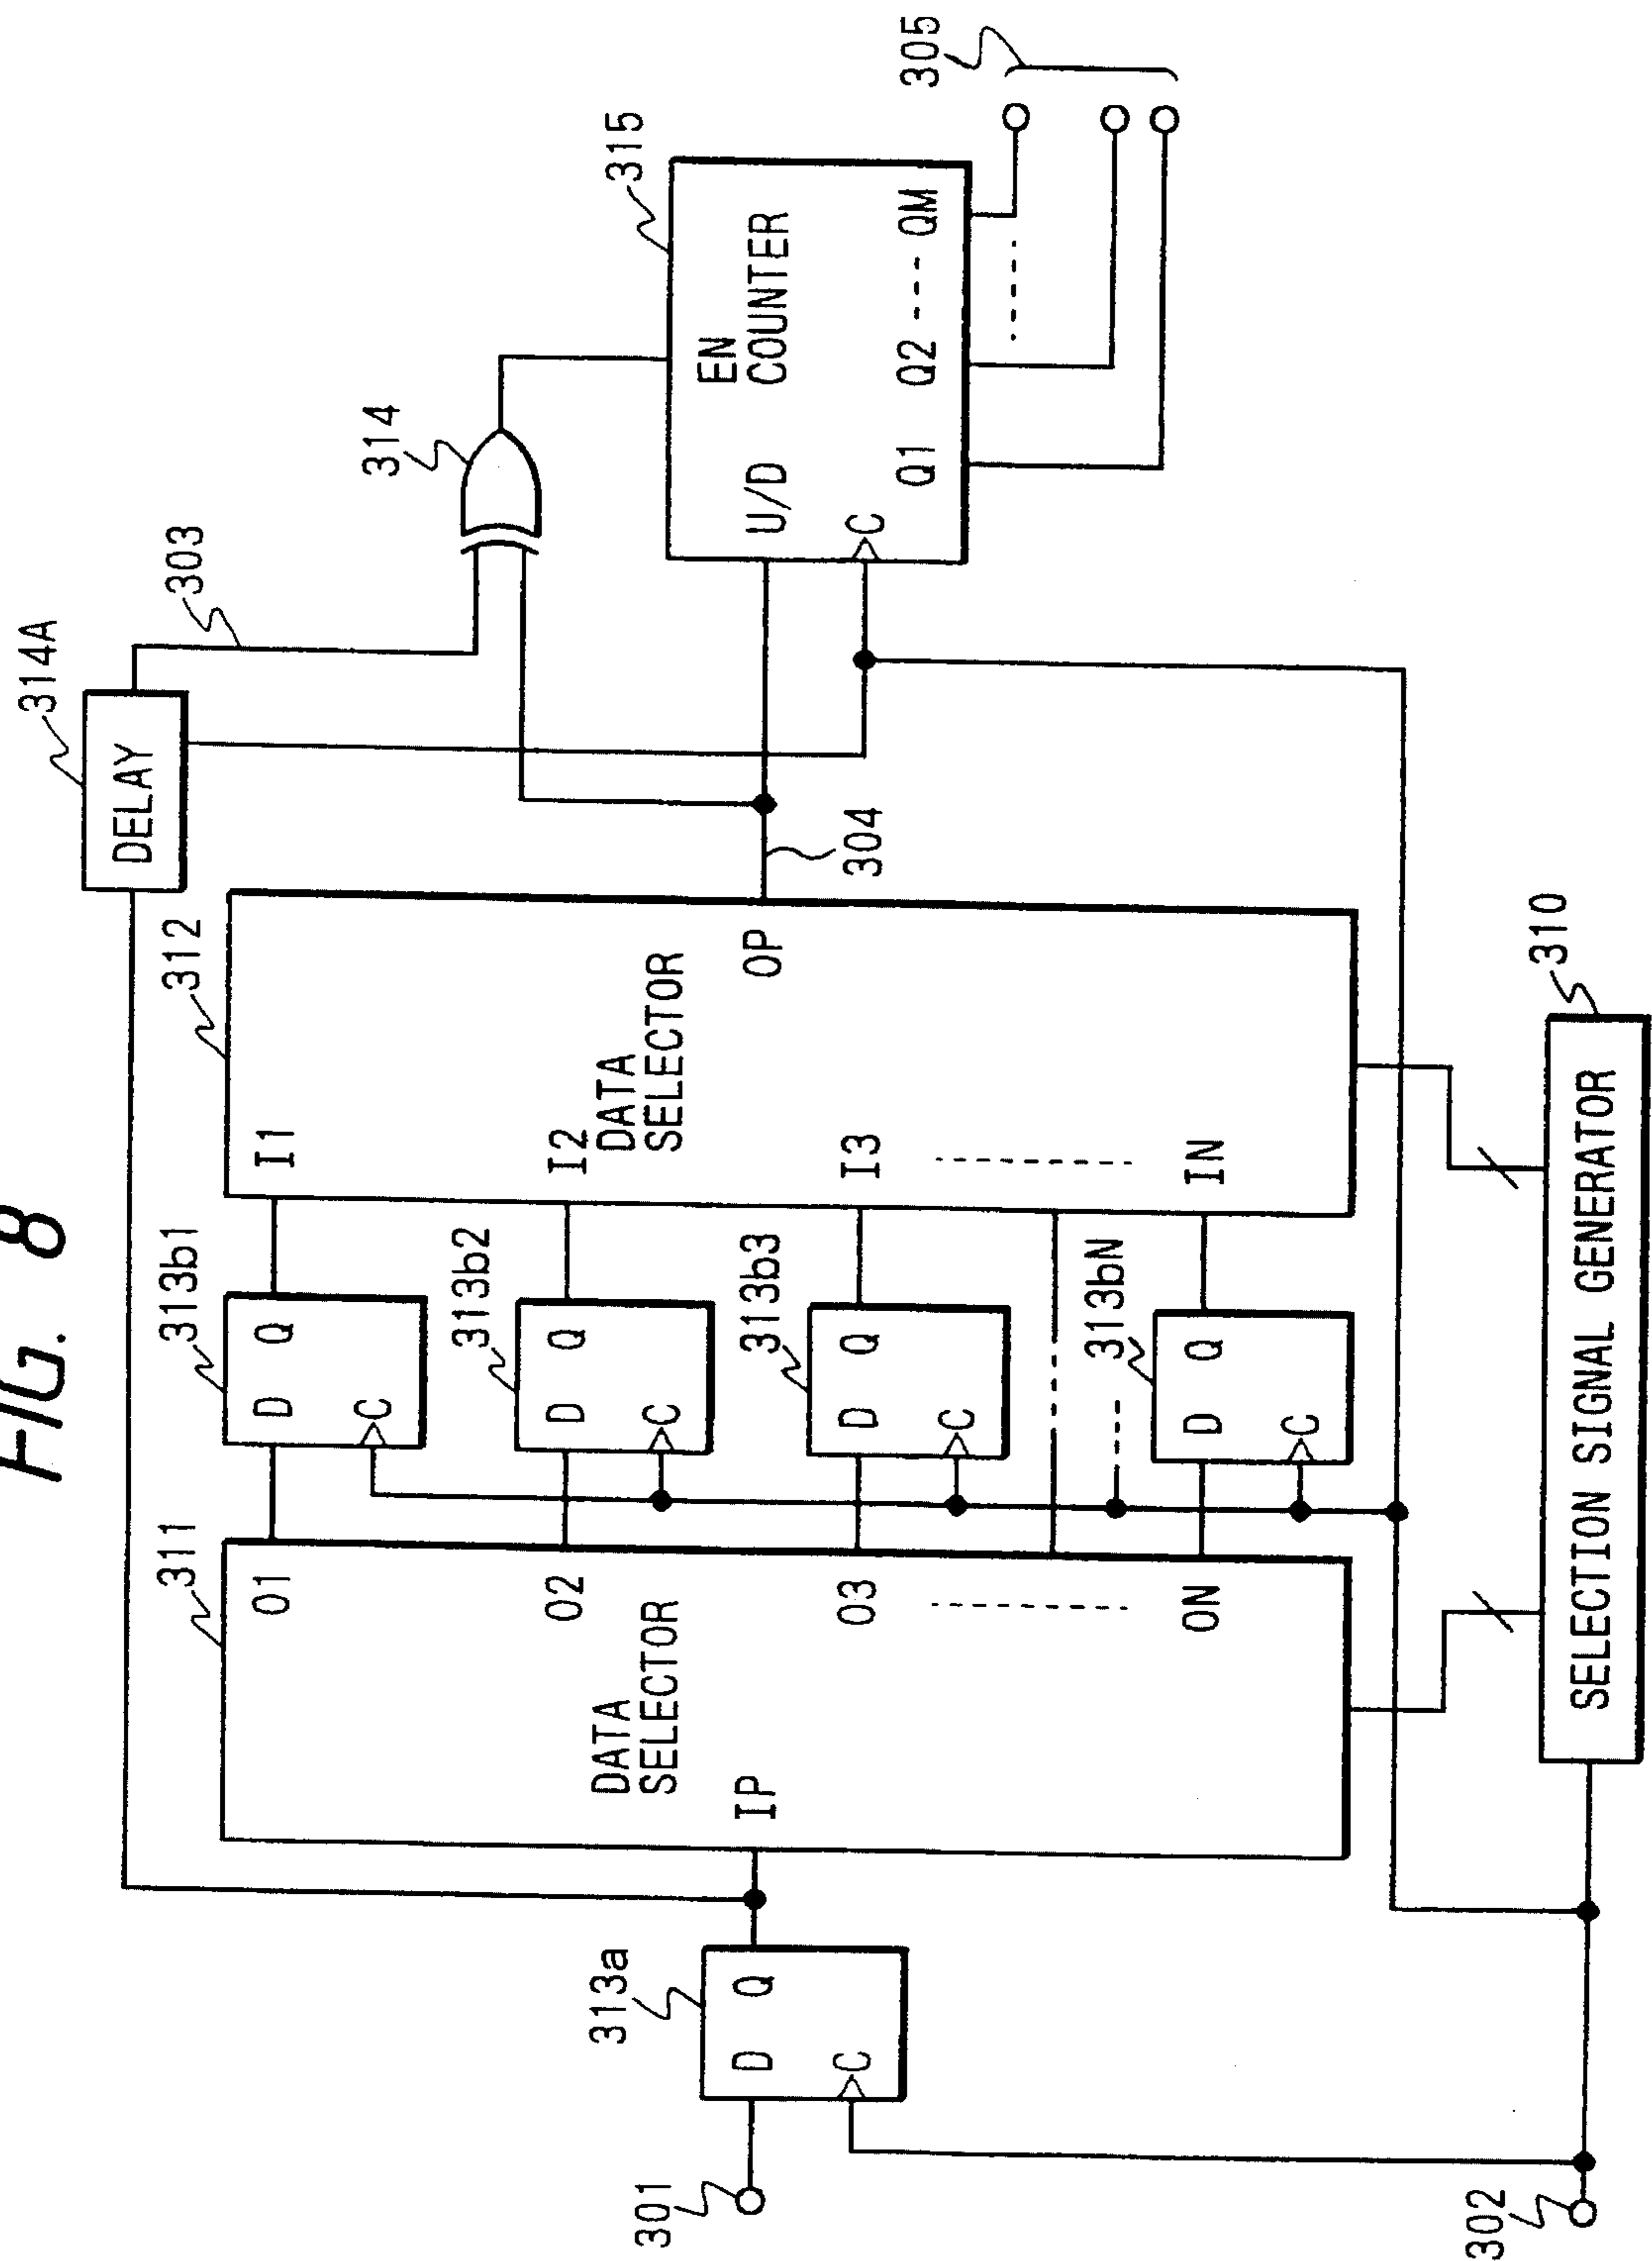 FIG. 8
314A
DELAY
303
314
315
EN
COUNTER
U/D
C
Q1 Q2 ---- QM
305
311
O1
O2
O3
ON
DATA
SELECTOR
IP
313b1
D Q
C
313b2
D Q
C
313b3
D Q
C
313bN
D Q
C
312
I1
I2
I3
IN
DATA
SELECTOR
OP
304
313a
D Q
C
301
302
310
SELECTION SIGNAL GENERATOR